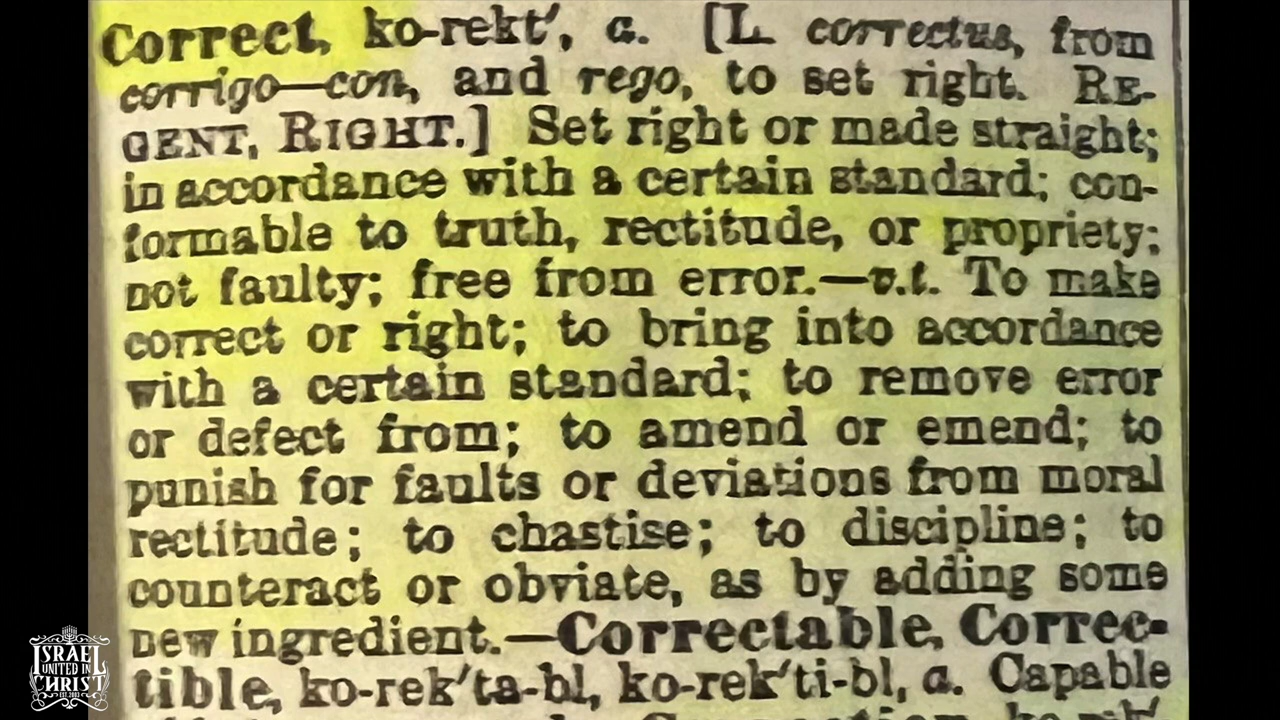 Correct, ko-rekt′, a. [L. correctus, from
corrigo—con, and rego, to set right. RE-
GENT, RIGHT.] Set right or made straight;
in accordance with a certain standard; con-
formable to truth, rectitude, or propriety;
not faulty; free from error.—v.t. To make
correct or right; to bring into accordance
with a certain standard; to remove error
or defect from; to amend or emend; to
punish for faults or deviations from moral
rectitude; to chastise; to discipline; to
counteract or obviate, as by adding some
new ingredient.—Correctable, Correc-
tible, ko-rek′ta-bl, ko-rek′ti-bl, a. Capable
ISRAEL
UNITED IN
CHRIST
EST. 2003